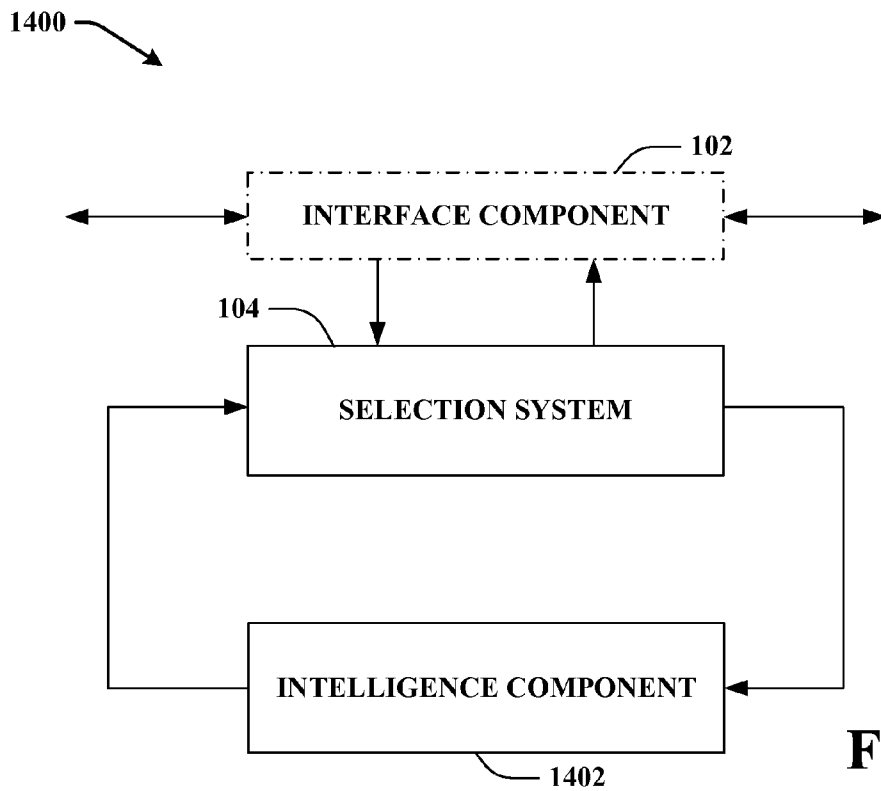 1400
102
INTERFACE COMPONENT
104
SELECTION SYSTEM
INTELLIGENCE COMPONENT
F
1402